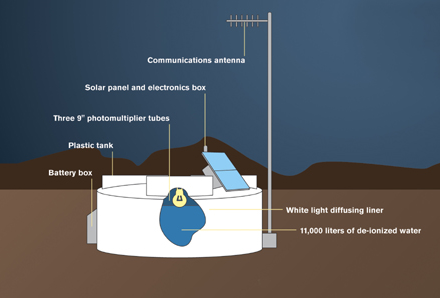 Communications antenna
Solar panel and electronics box
Three 9" photomultiplier tubes
Plastic tank
Battery box
White light diffusing liner
11,000 liters of de-ionized water